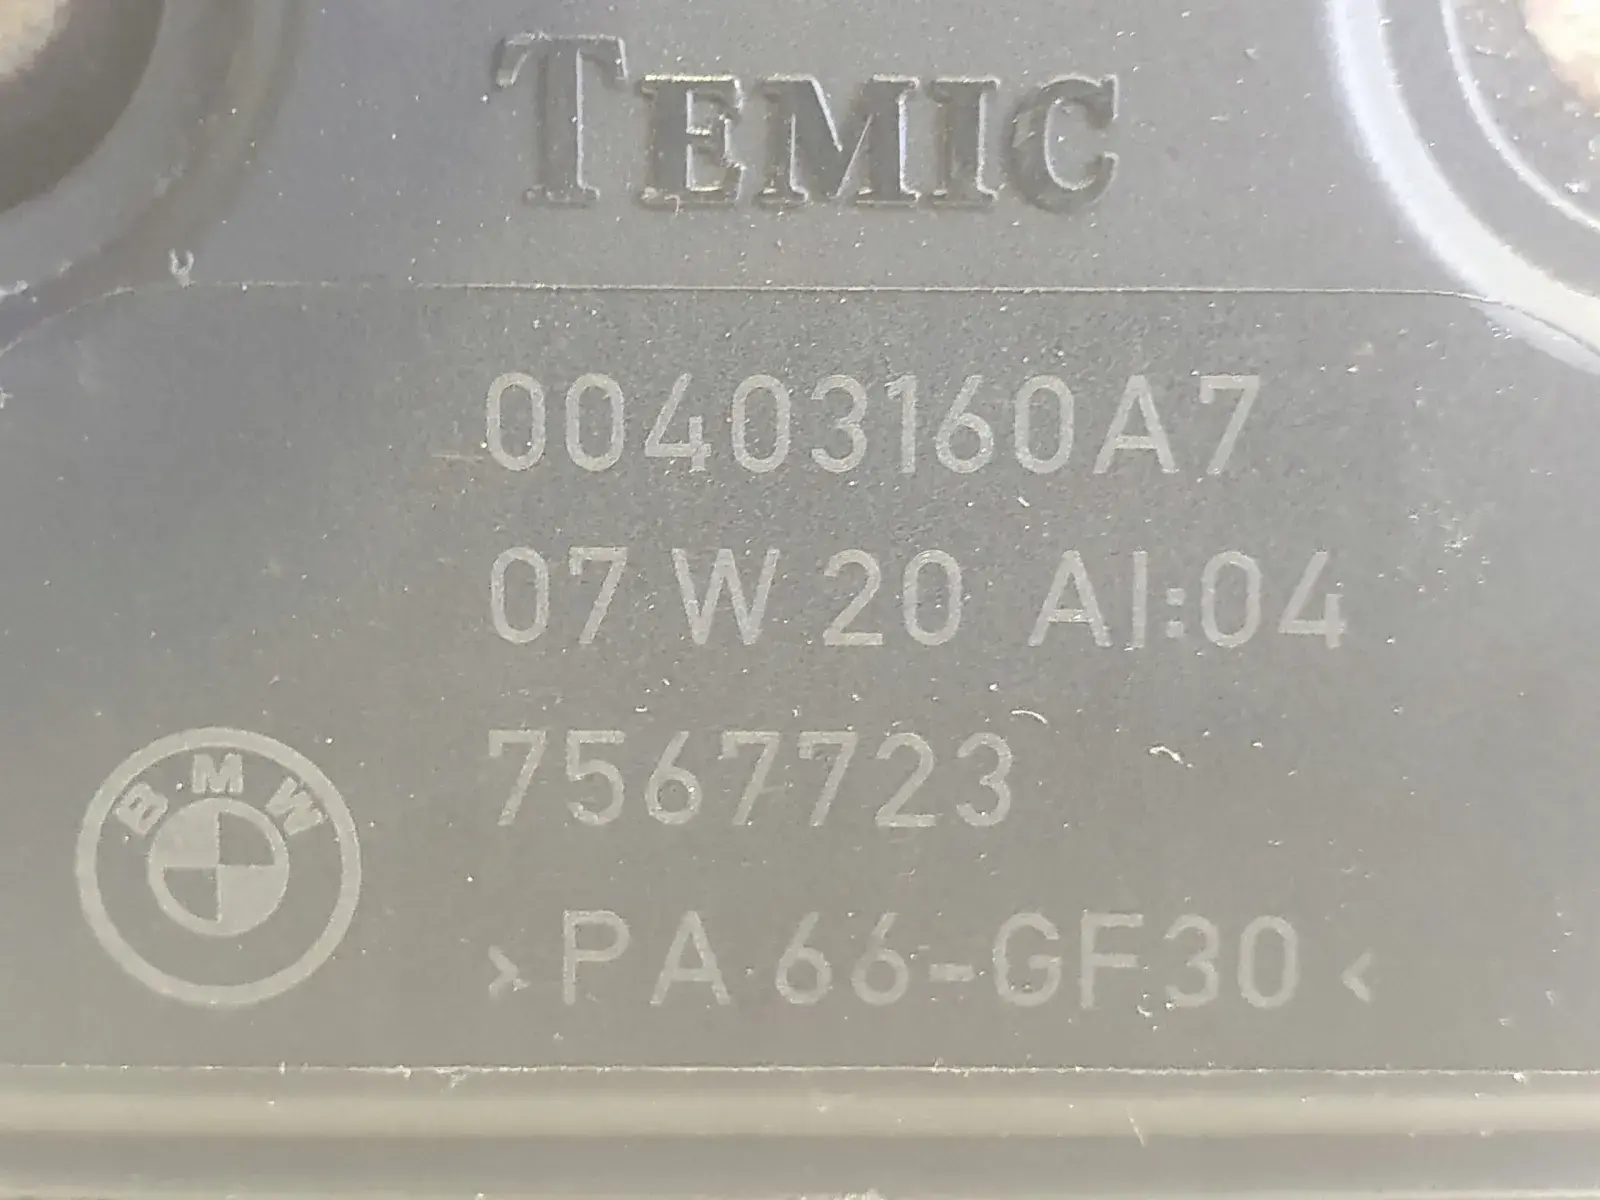 TEMIC
00403160A7
07 W 20 AI:04
7567723
BMW
>PA 66-GF30<